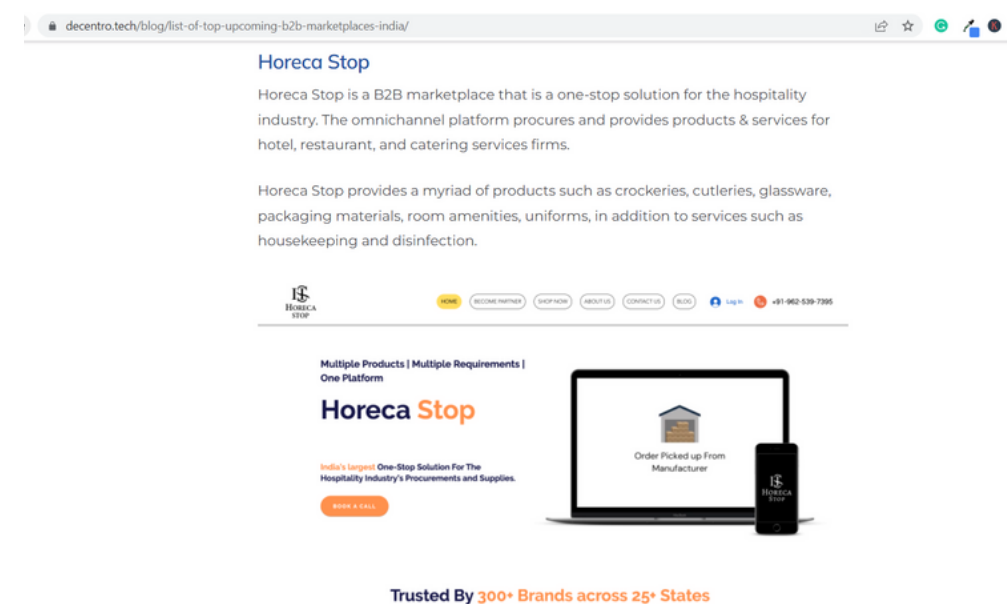 decentro.tech/blog/list-of-top-upcoming-b2b-marketplaces-india/
Horeca Stop
Horeca Stop is a B2B marketplace that is a one-stop solution for the hospitality
industry. The omnichannel platform procures and provides products & services for
hotel, restaurant, and catering services firms.
Horeca Stop provides a myriad of products such as crockeries, cutleries, glassware,
packaging materials, room amenities, uniforms, in addition to services such as
housekeeping and disinfection.
HORECA
STOP
HOME BECOME PARTNER SHOP NOW ABOUT US CONTACT US BLOG Log In +91-962-539-7395
Multiple Products | Multiple Requirements |
One Platform
Horeca Stop
India's largest One-Stop Solution For The
Hospitality Industry's Procurements and Supplies.
BOOK A CALL
Order Picked up From
Manufacturer
HORECA
STOP
Trusted By 300+ Brands across 25+ States